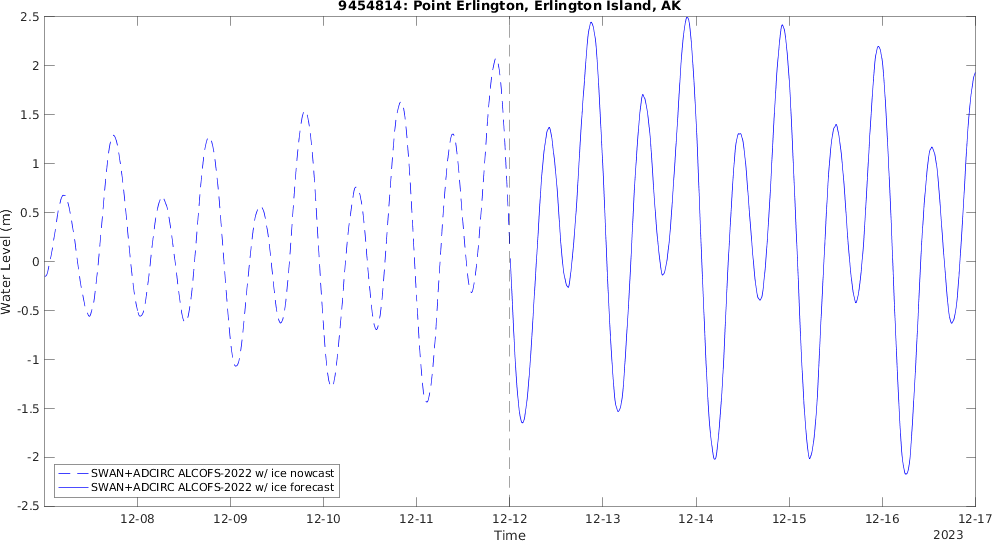 9454814: Point Erlington, Erlington Island, AK
2.5
2
1.5
1
0.5
0
-0.5
-1
-1.5
-2
-2.5
Water Level (m)
SWAN+ADCIRC ALCOFS-2022 w/ ice nowcast
SWAN+ADCIRC ALCOFS-2022 w/ ice forecast
12-08 12-09 12-10 12-11 12-12 12-13 12-14 12-15 12-16 12-17
Time
2023